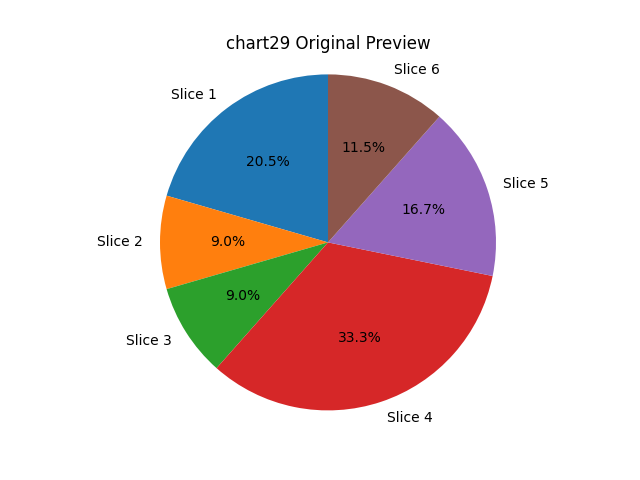 chart29 Original Preview
Slice 6
Slice 1
11.5%
20.5%
Slice 5
16.7%
Slice 2
9.0%
9.0%
33.3%
Slice 3
Slice 4